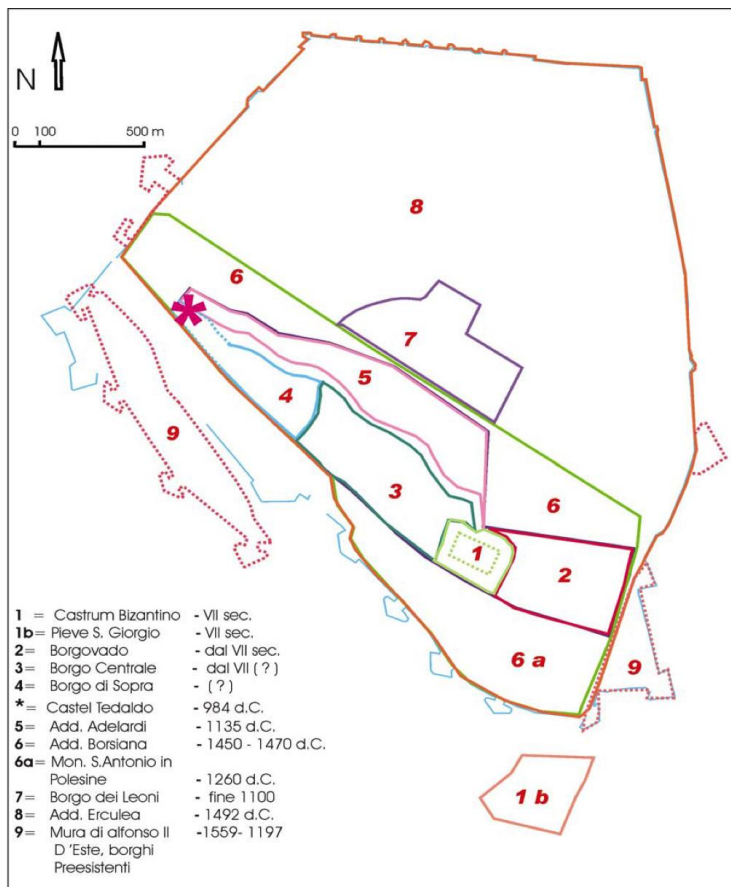 N
0 100 500 m
8
6
7
5
4
9
3
6
1
2
6 a
9
1 b
1 = Castrum Bizantino - VII sec.
1b= Pieve S. Giorgio - VII sec.
2= Borgovado - dal VII sec.
3= Borgo Centrale - dal VII ( ? )
4= Borgo di Sopra - ( ? )
*= Castel Tedaldo - 984 d.C.
5= Add. Adelardi - 1135 d.C.
6= Add. Borsiana - 1450 - 1470 d.C.
6a= Mon. S.Antonio in
Polesine - 1260 d.C.
7= Borgo dei Leoni - fine 1100
8= Add. Erculea - 1492 d.C.
9= Mura di alfonso II -1559- 1197
D 'Este, borghi
Preesistenti